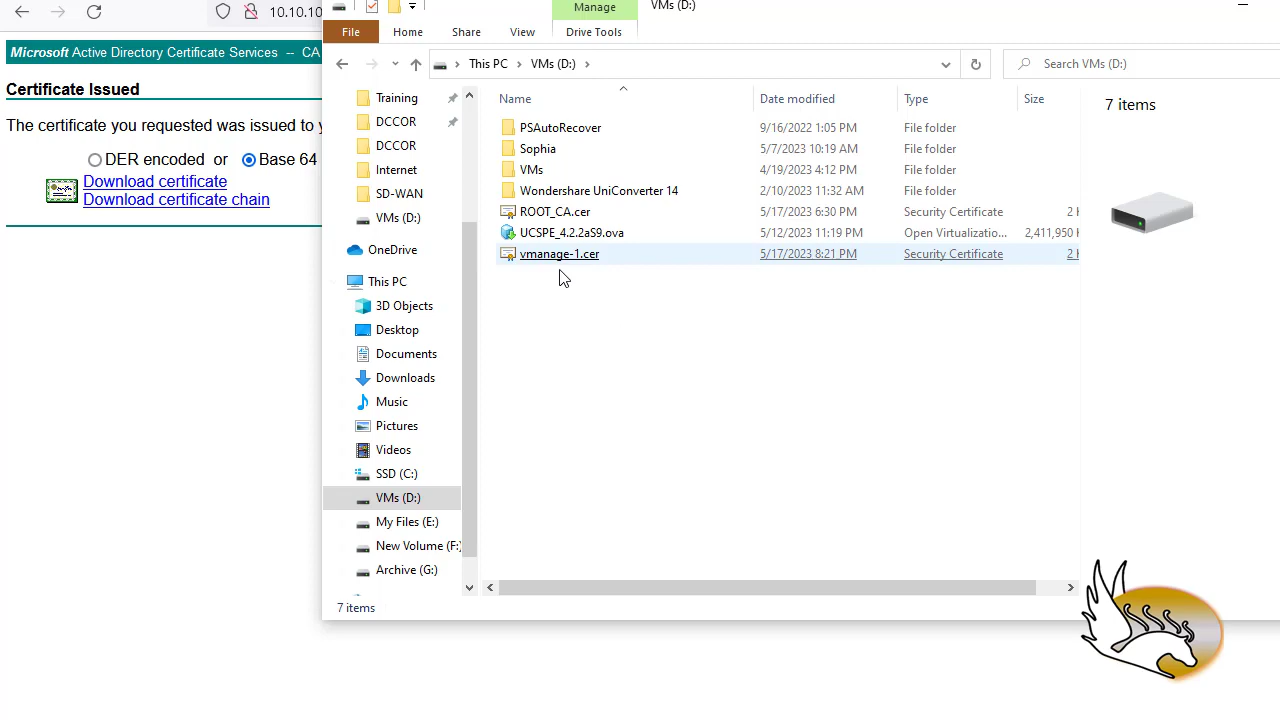 10.10.10
Microsoft Active Directory Certificate Services -- CA
Certificate Issued
The certificate you requested was issued to y
DER encoded or Base 64
Download certificate
Download certificate chain
Manage VMs (D:)
File Home Share View Drive Tools
This PC VMs (D:) Search VMs (D:)
Training
DCCOR
DCCOR
Internet
SD-WAN
VMs (D:)
OneDrive
This PC
3D Objects
Desktop
Documents
Downloads
Music
Pictures
Videos
SSD (C:)
VMs (D:)
My Files (E:)
New Volume (F:)
Archive (G:)
Name Date modified Type Size
PSAutoRecover 9/16/2022 1:05 PM File folder
Sophia 5/7/2023 10:19 AM File folder
VMs 4/19/2023 4:12 PM File folder
Wondershare UniConverter 14 2/10/2023 11:32 AM File folder
ROOT_CA.cer 5/17/2023 6:30 PM Security Certificate 2 K
UCSPE_4.2.2aS9.ova 5/12/2023 11:19 PM Open Virtualizatio... 2,411,950 K
vmanage-1.cer 5/17/2023 8:21 PM Security Certificate 2 K
7 items
7 items